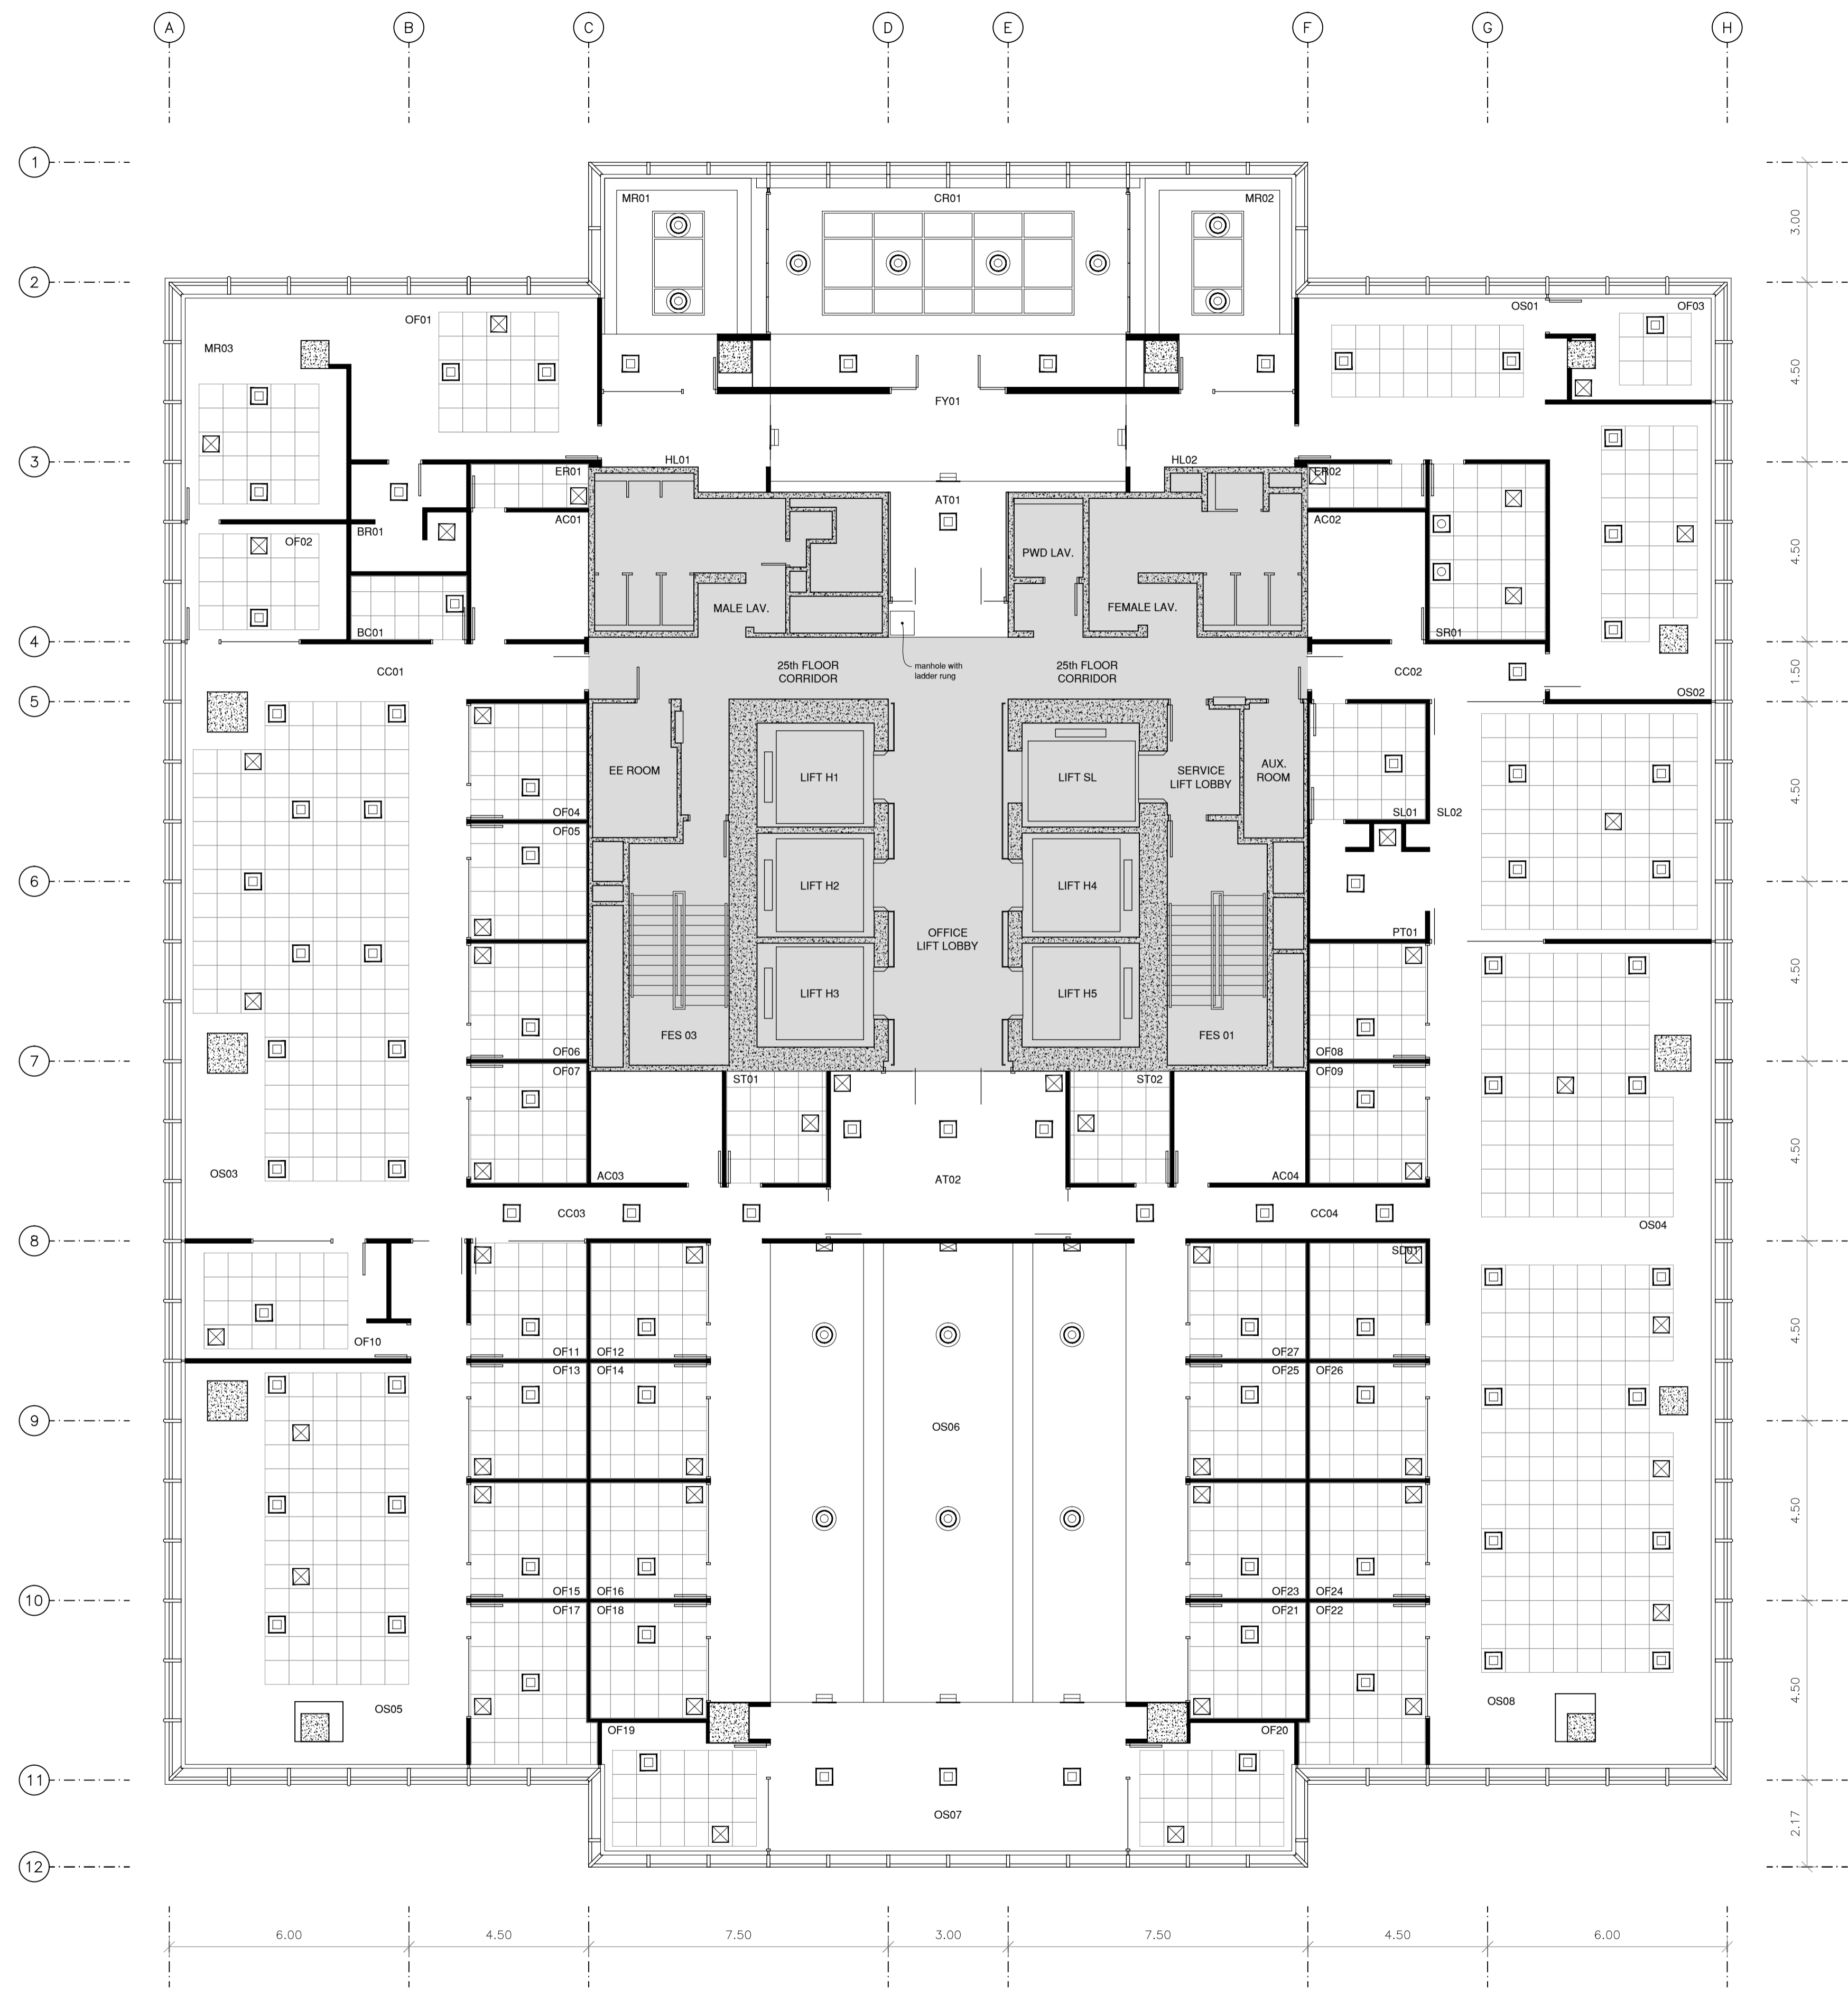 A B C D E F G H
1
3.00
MR01 CR01 MR02
2
OF01 OS01 OF03
MR03
4.50
FY01
3
HL01 HL02
ER01 ER02
AT01
AC01 AC02
BR01
OF02
4.50
PWD LAV.
MALE LAV. FEMALE LAV.
BC01 SR01
4
manhole with
ladder rung
25th FLOOR
CORRIDOR
25th FLOOR
CORRIDOR
CC01 CC02
1.50
OS02
5
EE ROOM LIFT H1 LIFT SL
SERVICE
LIFT LOBBY
AUX.
ROOM
4.50
OF04 SL01 SL02
OF05
6
LIFT H2 LIFT H4
OFFICE
LIFT LOBBY
PT01
4.50
LIFT H3 LIFT H5
FES 03 FES 01
OF06 OF08
7
OF07 OF09
ST01 ST02
4.50
OS03
AC03 AT02 AC04
CC03 CC04
OS04
8
SD01
4.50
OF10
OF11 OF12 OF27
OF13 OF14 OF25 OF26
9
OS06
4.50
OF15 OF16 OF23 OF24
10
OF17 OF18 OF21 OF22
4.50
OS05 OS08
OF19 OF20
11
OS07
2.17
12
6.00 4.50 7.50 3.00 7.50 4.50 6.00